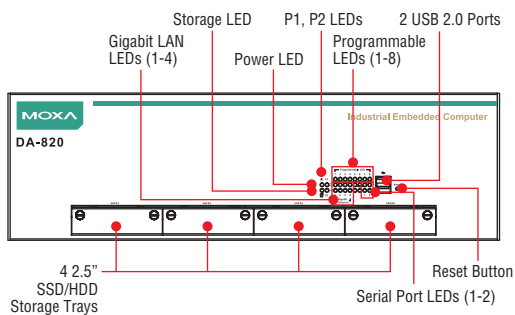 Storage LED
P1, P2 LEDs
2 USB 2.0 Ports
Gigabit LAN
LEDs (1-4)
Power LED
Programmable
LEDs (1-8)
MOXA
Industrial Embedded Computer
DA-820
4 2.5”
SSD/HDD
Storage Trays
Reset Button
Serial Port LEDs (1-2)